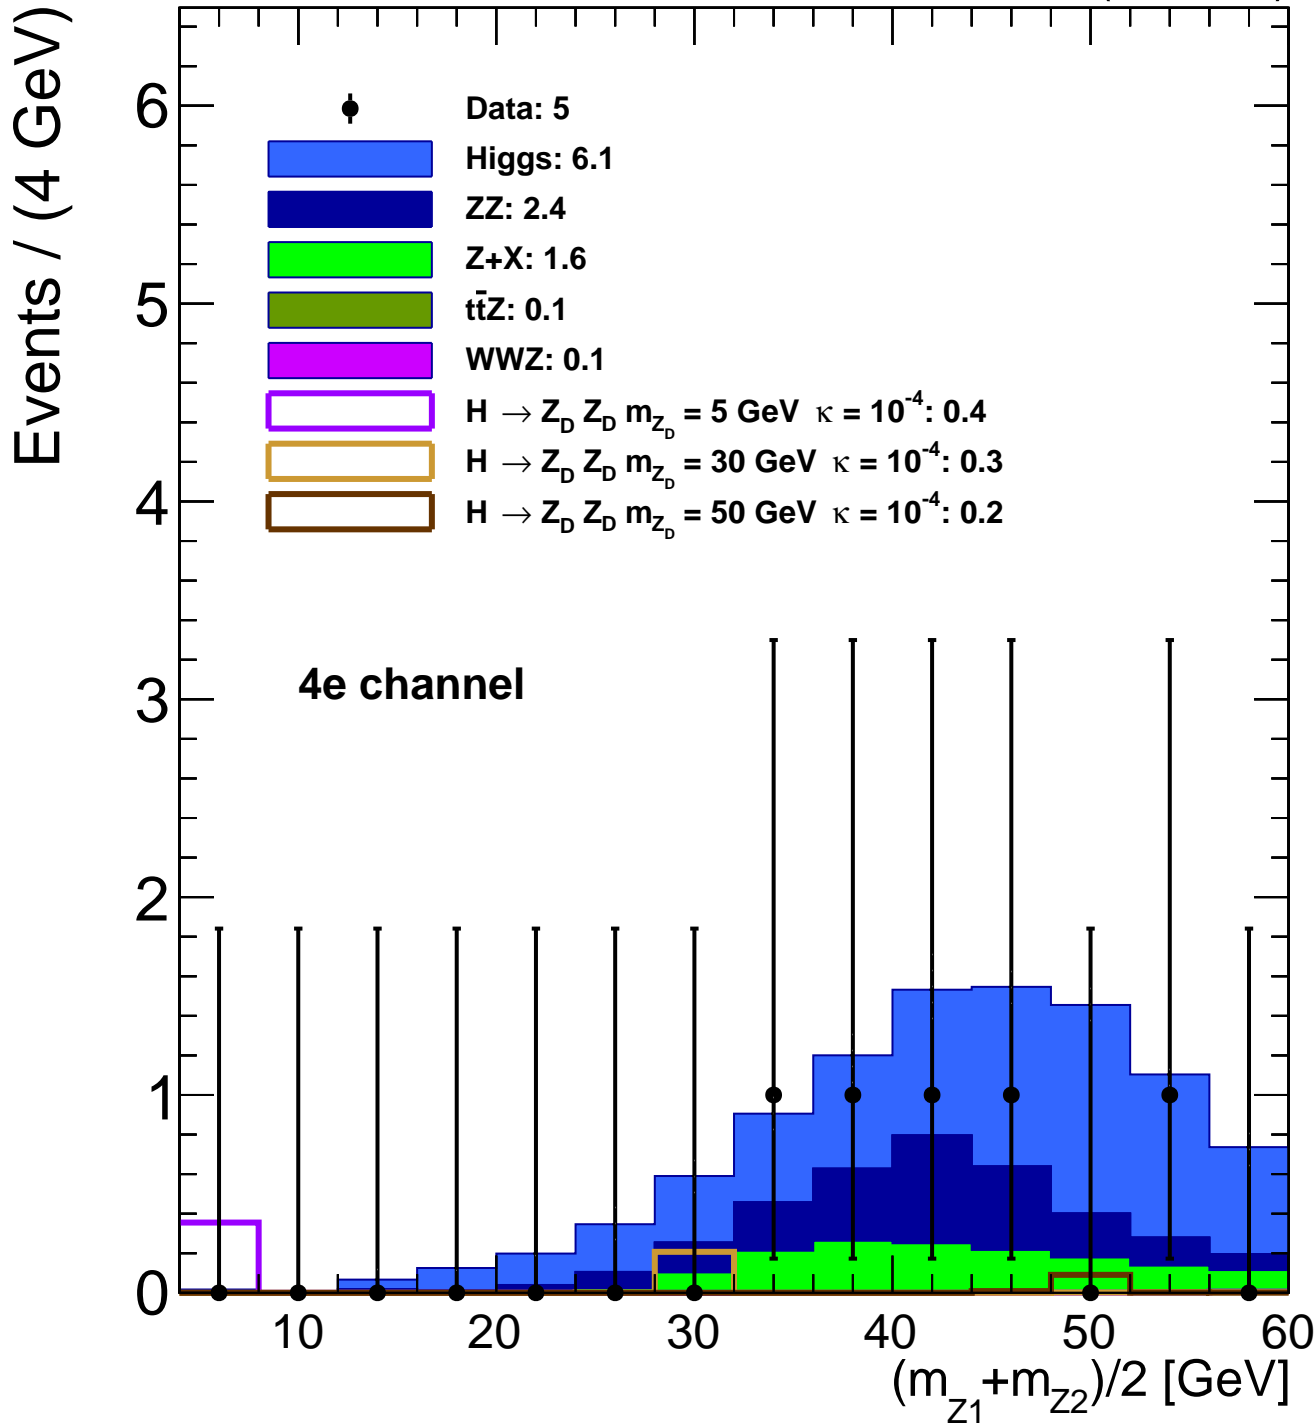 Events / (4 GeV)
6
5
4
3
2
1
0
Data: 5
Higgs: 6.1
ZZ: 2.4
Z+X: 1.6
tt̄Z: 0.1
WWZ: 0.1
H → Z_D Z_D m_{Z_D} = 5 GeV κ = 10^{-4}: 0.4
H → Z_D Z_D m_{Z_D} = 30 GeV κ = 10^{-4}: 0.3
H → Z_D Z_D m_{Z_D} = 50 GeV κ = 10^{-4}: 0.2
4e channel
10 20 30 40 50 60
(m_{Z1}+m_{Z2})/2 [GeV]